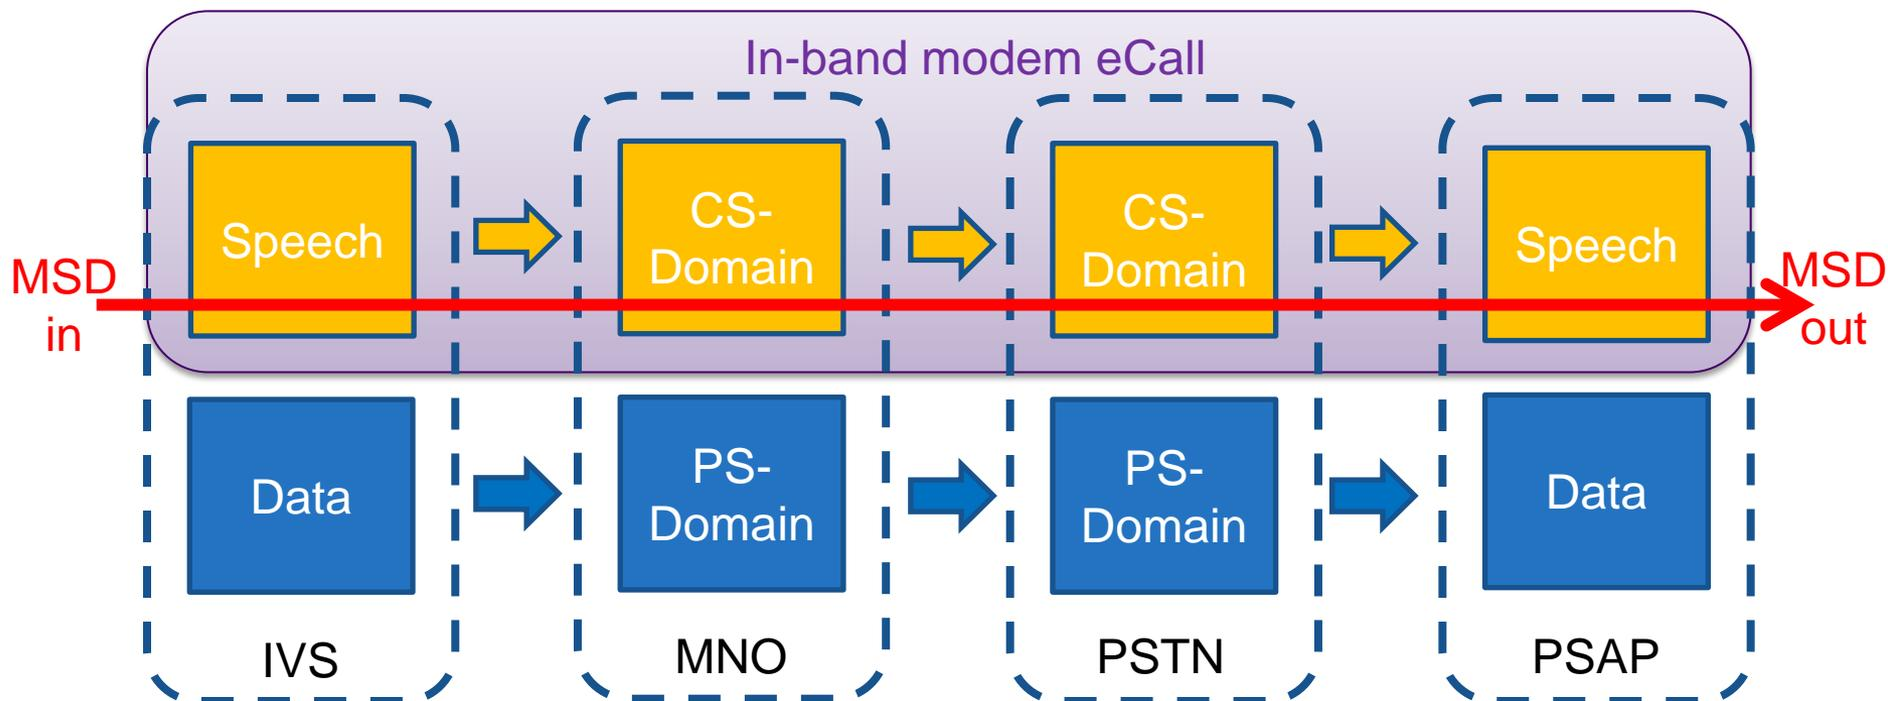 In-band modem eCall
Speech
CS-
Domain
CS-
Domain
Speech
MSD
in
MSD
out
Data
PS-
Domain
PS-
Domain
Data
IVS
MNO
PSTN
PSAP